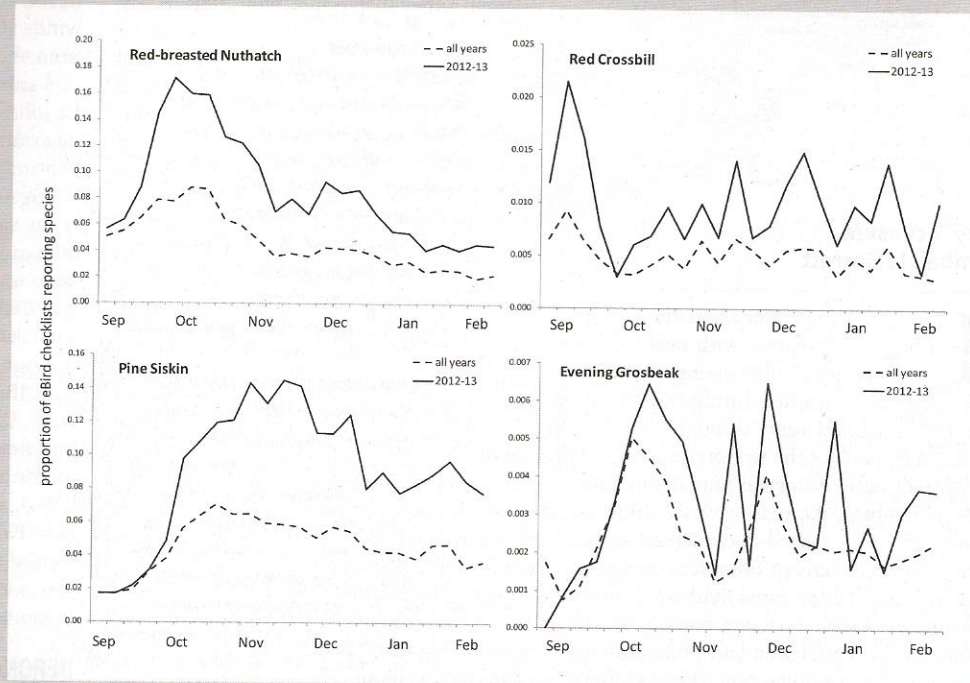 Red-breasted Nuthatch
all years
2012-13
0.20
0.18
0.16
0.14
0.12
0.10
0.08
0.06
0.04
0.02
0.00
Sep Oct Nov Dec Jan Feb
Red Crossbill
all years
2012-13
0.025
0.020
0.015
0.010
0.005
0.000
Sep Oct Nov Dec Jan Feb
proportion of eBird checklists reporting species
Pine Siskin
all years
2012-13
0.16
0.14
0.12
0.10
0.08
0.06
0.04
0.02
0.00
Sep Oct Nov Dec Jan Feb
Evening Grosbeak
all years
2012-13
0.007
0.006
0.005
0.004
0.003
0.002
0.001
0.000
Sep Oct Nov Dec Jan Feb